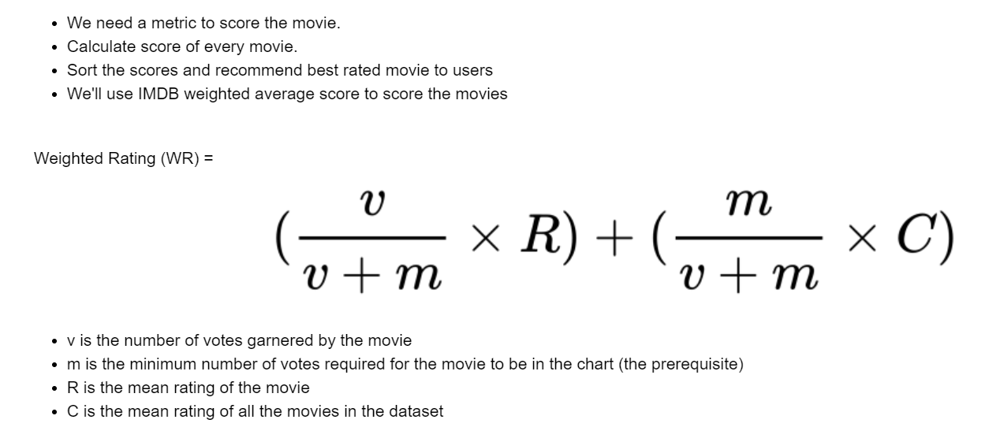 • We need a metric to score the movie.
• Calculate score of every movie.
• Sort the scores and recommend best rated movie to users
• We'll use IMDB weighted average score to score the movies
Weighted Rating (WR) =
(v/(v + m) × R) + (m/(v + m) × C)
• v is the number of votes garnered by the movie
• m is the minimum number of votes required for the movie to be in the chart (the prerequisite)
• R is the mean rating of the movie
• C is the mean rating of all the movies in the dataset